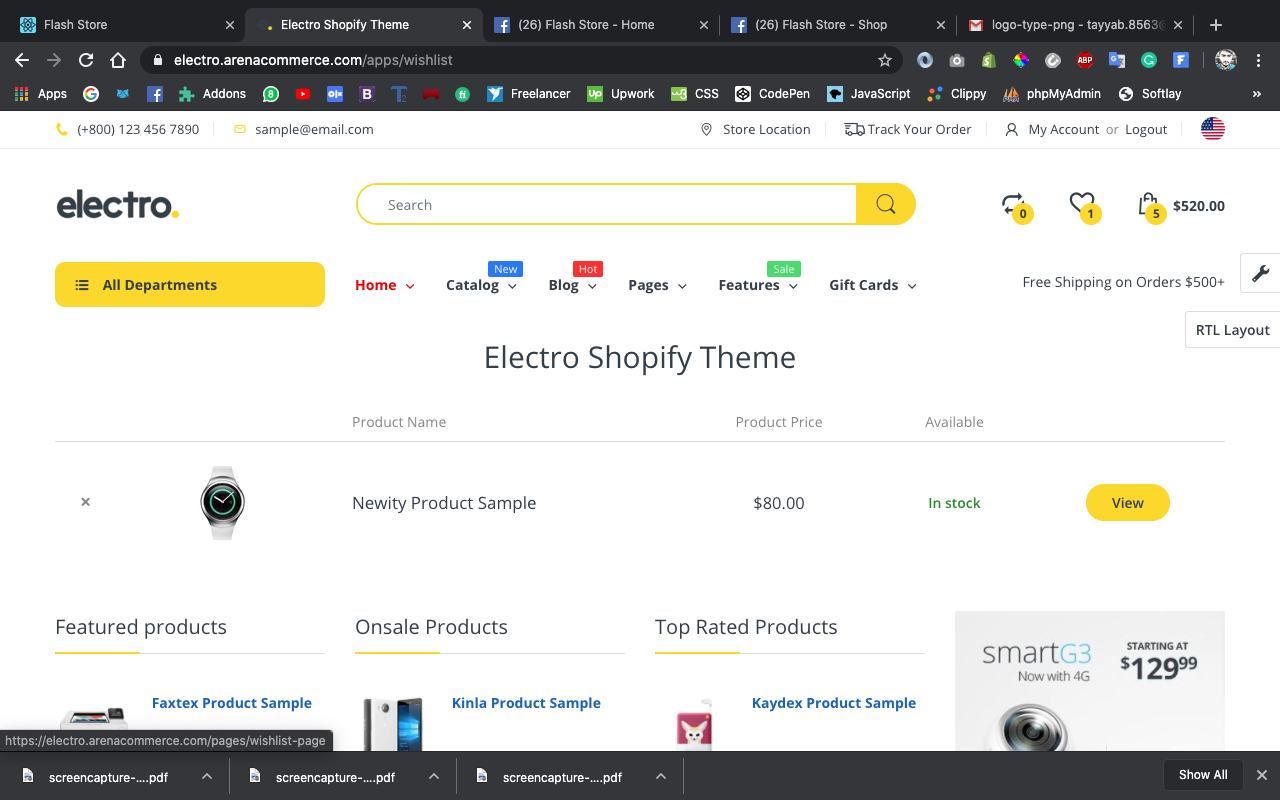 Flash Store
Electro Shopify Theme
(26) Flash Store - Home
(26) Flash Store - Shop
logo-type-png - tayyab.8563@
electro.arenacommerce.com/apps/wishlist
ABP
Apps
Addons
Freelancer
Upwork
CSS
CodePen
JavaScript
Clippy
phpMyAdmin
Softlay
»
(+800) 123 456 7890
sample@email.com
Store Location
Track Your Order
My Account or Logout
electro.
Search
0
1
5
$520.00
All Departments
New
Hot
Sale
Home
Catalog
Blog
Pages
Features
Gift Cards
Free Shipping on Orders $500+
RTL Layout
Electro Shopify Theme
Product Name
Product Price
Available
Newity Product Sample
$80.00
In stock
View
Featured products
Onsale Products
Top Rated Products
smartG3
Now with 4G
STARTING AT
$129 99
Faxtex Product Sample
Kinla Product Sample
Kaydex Product Sample
https://electro.arenacommerce.com/pages/wishlist-page
screencapture-....pdf
screencapture-....pdf
screencapture-....pdf
Show All